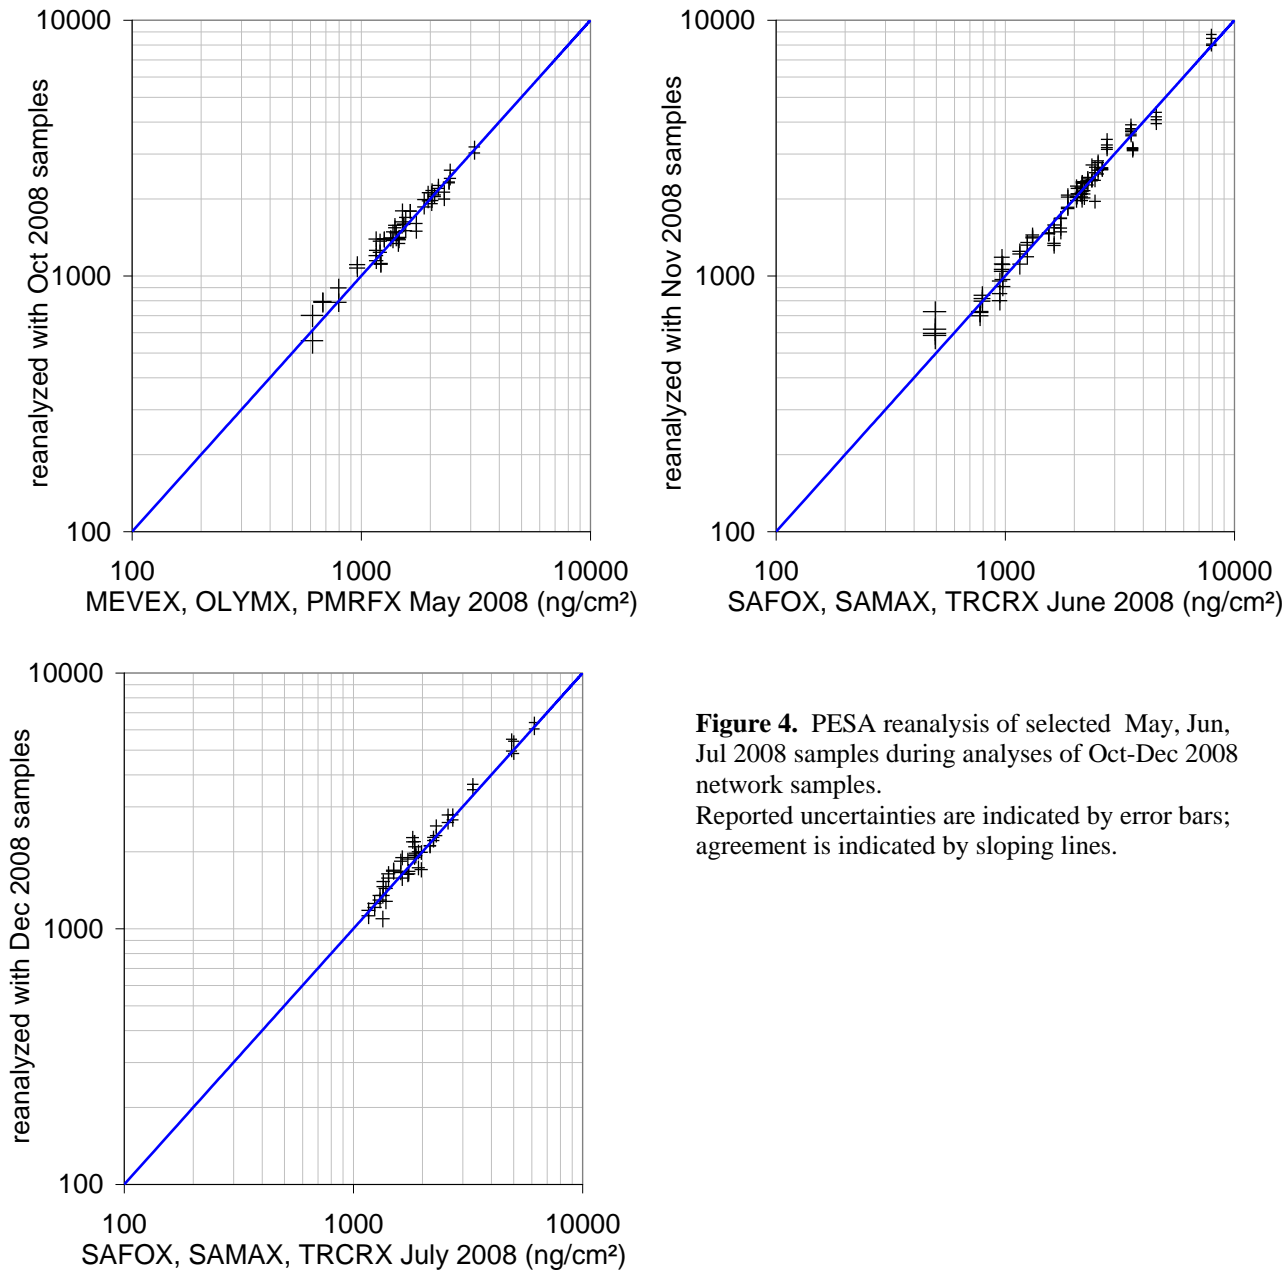 10000
1000
100
reanalyzed with Oct 2008 samples
100 1000 10000
MEVEX, OLYMX, PMRFX May 2008 (ng/cm²)
10000
1000
100
reanalyzed with Nov 2008 samples
100 1000 10000
SAFOX, SAMAX, TRCRX June 2008 (ng/cm²)
10000
1000
100
reanalyzed with Dec 2008 samples
100 1000 10000
SAFOX, SAMAX, TRCRX July 2008 (ng/cm²)
Figure 4. PESA reanalysis of selected May, Jun,
Jul 2008 samples during analyses of Oct-Dec 2008
network samples.
Reported uncertainties are indicated by error bars;
agreement is indicated by sloping lines.